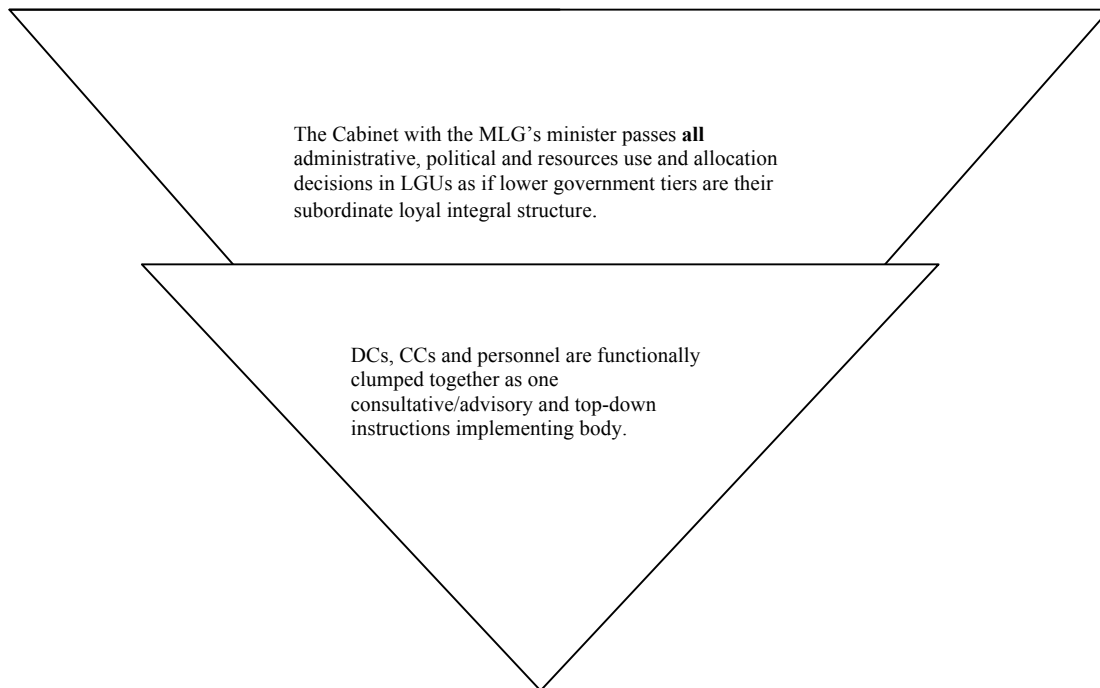 The Cabinet with the MLG’s minister passes all
administrative, political and resources use and allocation
decisions in LGUs as if lower government tiers are their
subordinate loyal integral structure.
DCs, CCs and personnel are functionally
clumped together as one
consultative/advisory and top-down
instructions implementing body.